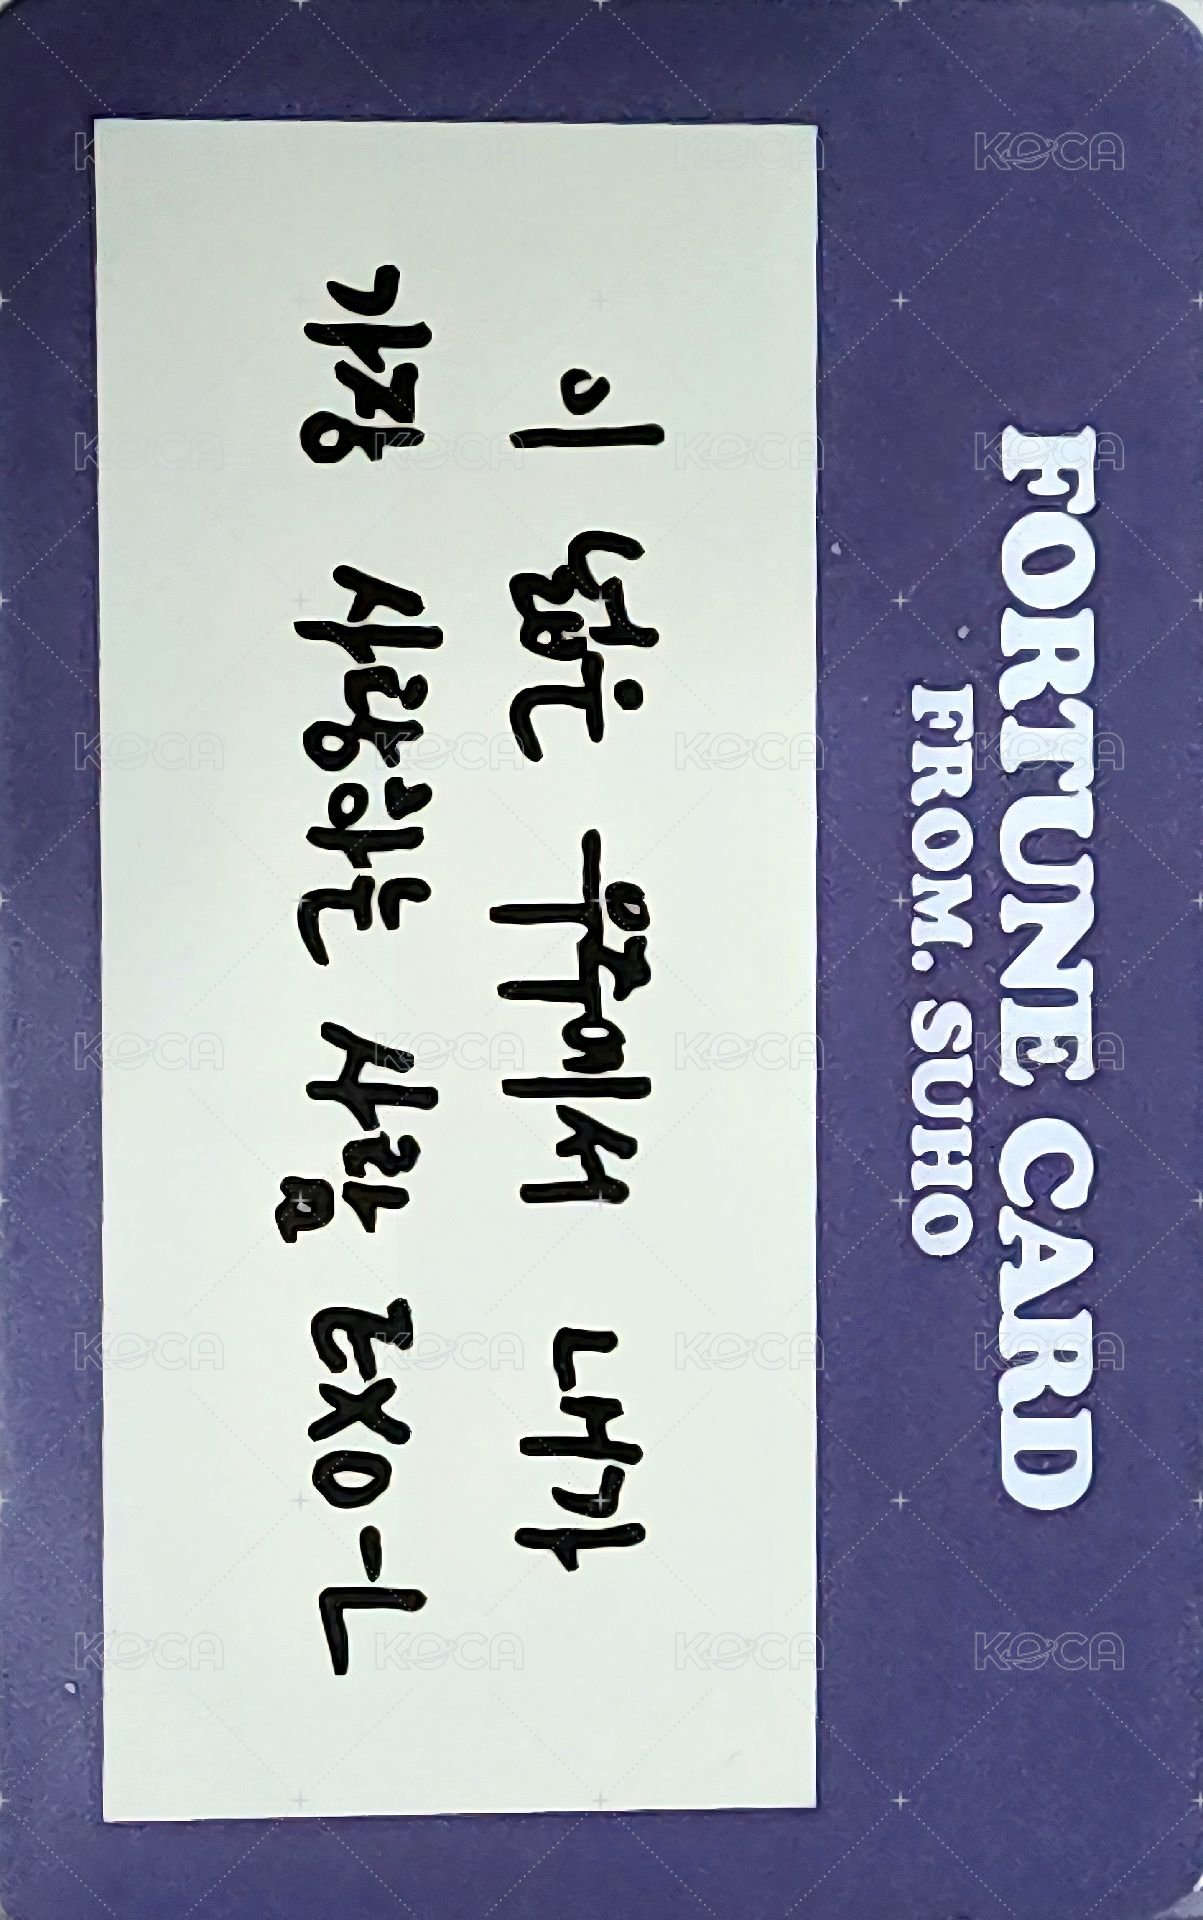 FORTUNE CARD
FROM. SUHO
이 넓은 우주에서 내가
가장 사랑하는 사람 EXO-L
KOCA